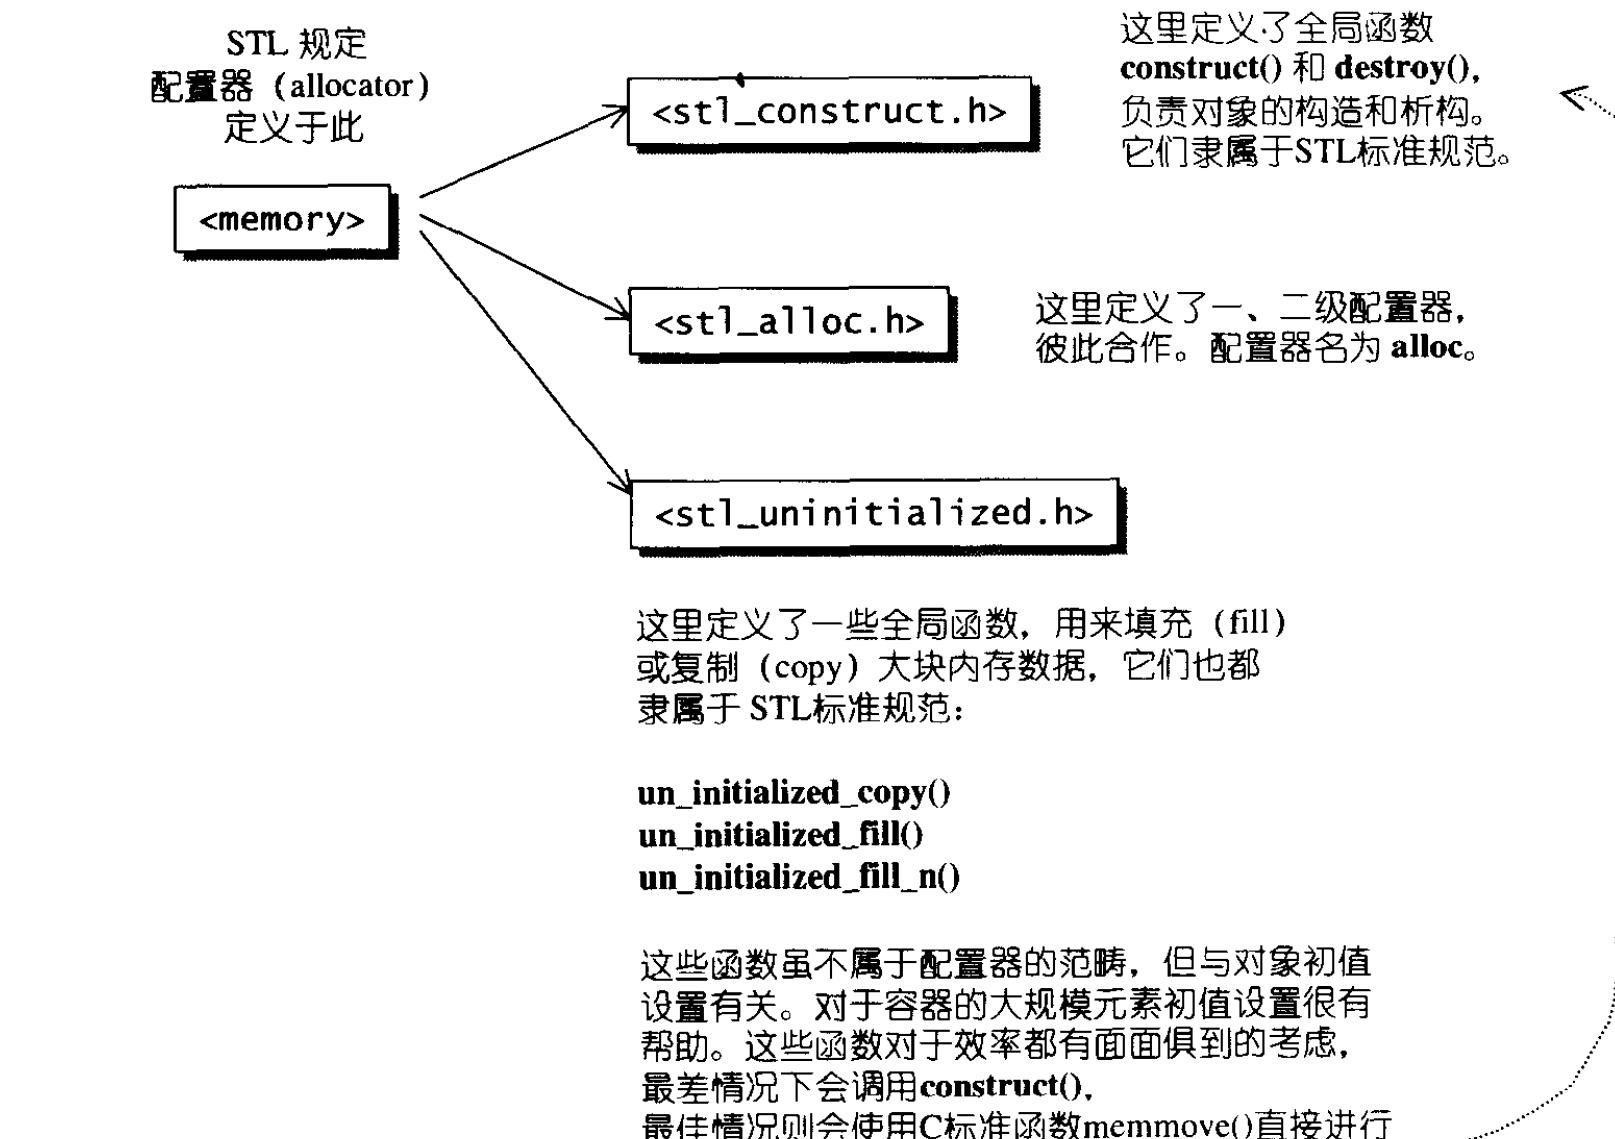 STL 规定
配置器（allocator）
定义于此
<memory>
<stl_construct.h>
这里定义了全局函数
construct() 和 destroy(),
负责对象的构造和析构。
它们隶属于STL标准规范。
<stl_alloc.h>
这里定义了一、二级配置器，
彼此合作。配置器名为 alloc。
<stl_uninitialized.h>
这里定义了一些全局函数，用来填充（fill）
或复制（copy）大块内存数据，它们也都
隶属于 STL标准规范：
un_initialized_copy()
un_initialized_fill()
un_initialized_fill_n()
这些函数虽不属于配置器的范畴，但与对象初值
设置有关。对于容器的大规模元素初值设置很有
帮助。这些函数对于效率都有面面俱到的考虑，
最差情况下会调用construct(),
最佳情况则会使用C标准函数memmove()直接进行